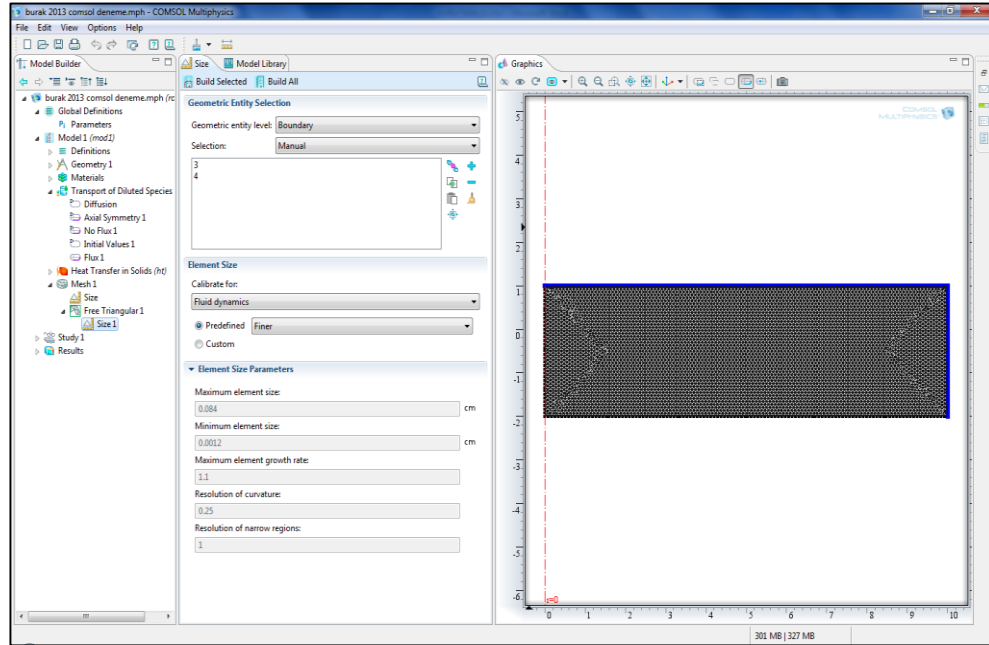 burak 2013 comsol deneme.mph - COMSOL Multiphysics
File Edit View Options Help
Model Builder
burak 2013 comsol deneme.mph (rc
Global Definitions
Pi Parameters
Model 1 (mod1)
Definitions
Geometry 1
Materials
Transport of Diluted Species
Diffusion
Axial Symmetry 1
No Flux 1
Initial Values 1
Flux 1
Heat Transfer in Solids (ht)
Mesh 1
Size
Free Triangular 1
Size 1
Study 1
Results
Size Model Library
Build Selected Build All
Geometric Entity Selection
Geometric entity level: Boundary
Selection: Manual
3
4
Element Size
Calibrate for:
Fluid dynamics
Predefined Finer
Custom
Element Size Parameters
Maximum element size:
0.084 cm
Minimum element size:
0.0012 cm
Maximum element growth rate:
1.1
Resolution of curvature:
0.25
Resolution of narrow regions:
1
Graphics
COMSOL
MULTIPHYSICS
5
4
3
2
1
0
-1
-2
-3
-4
-5
-6
r=0
0 1 2 3 4 5 6 7 8 9 10
301 MB | 327 MB